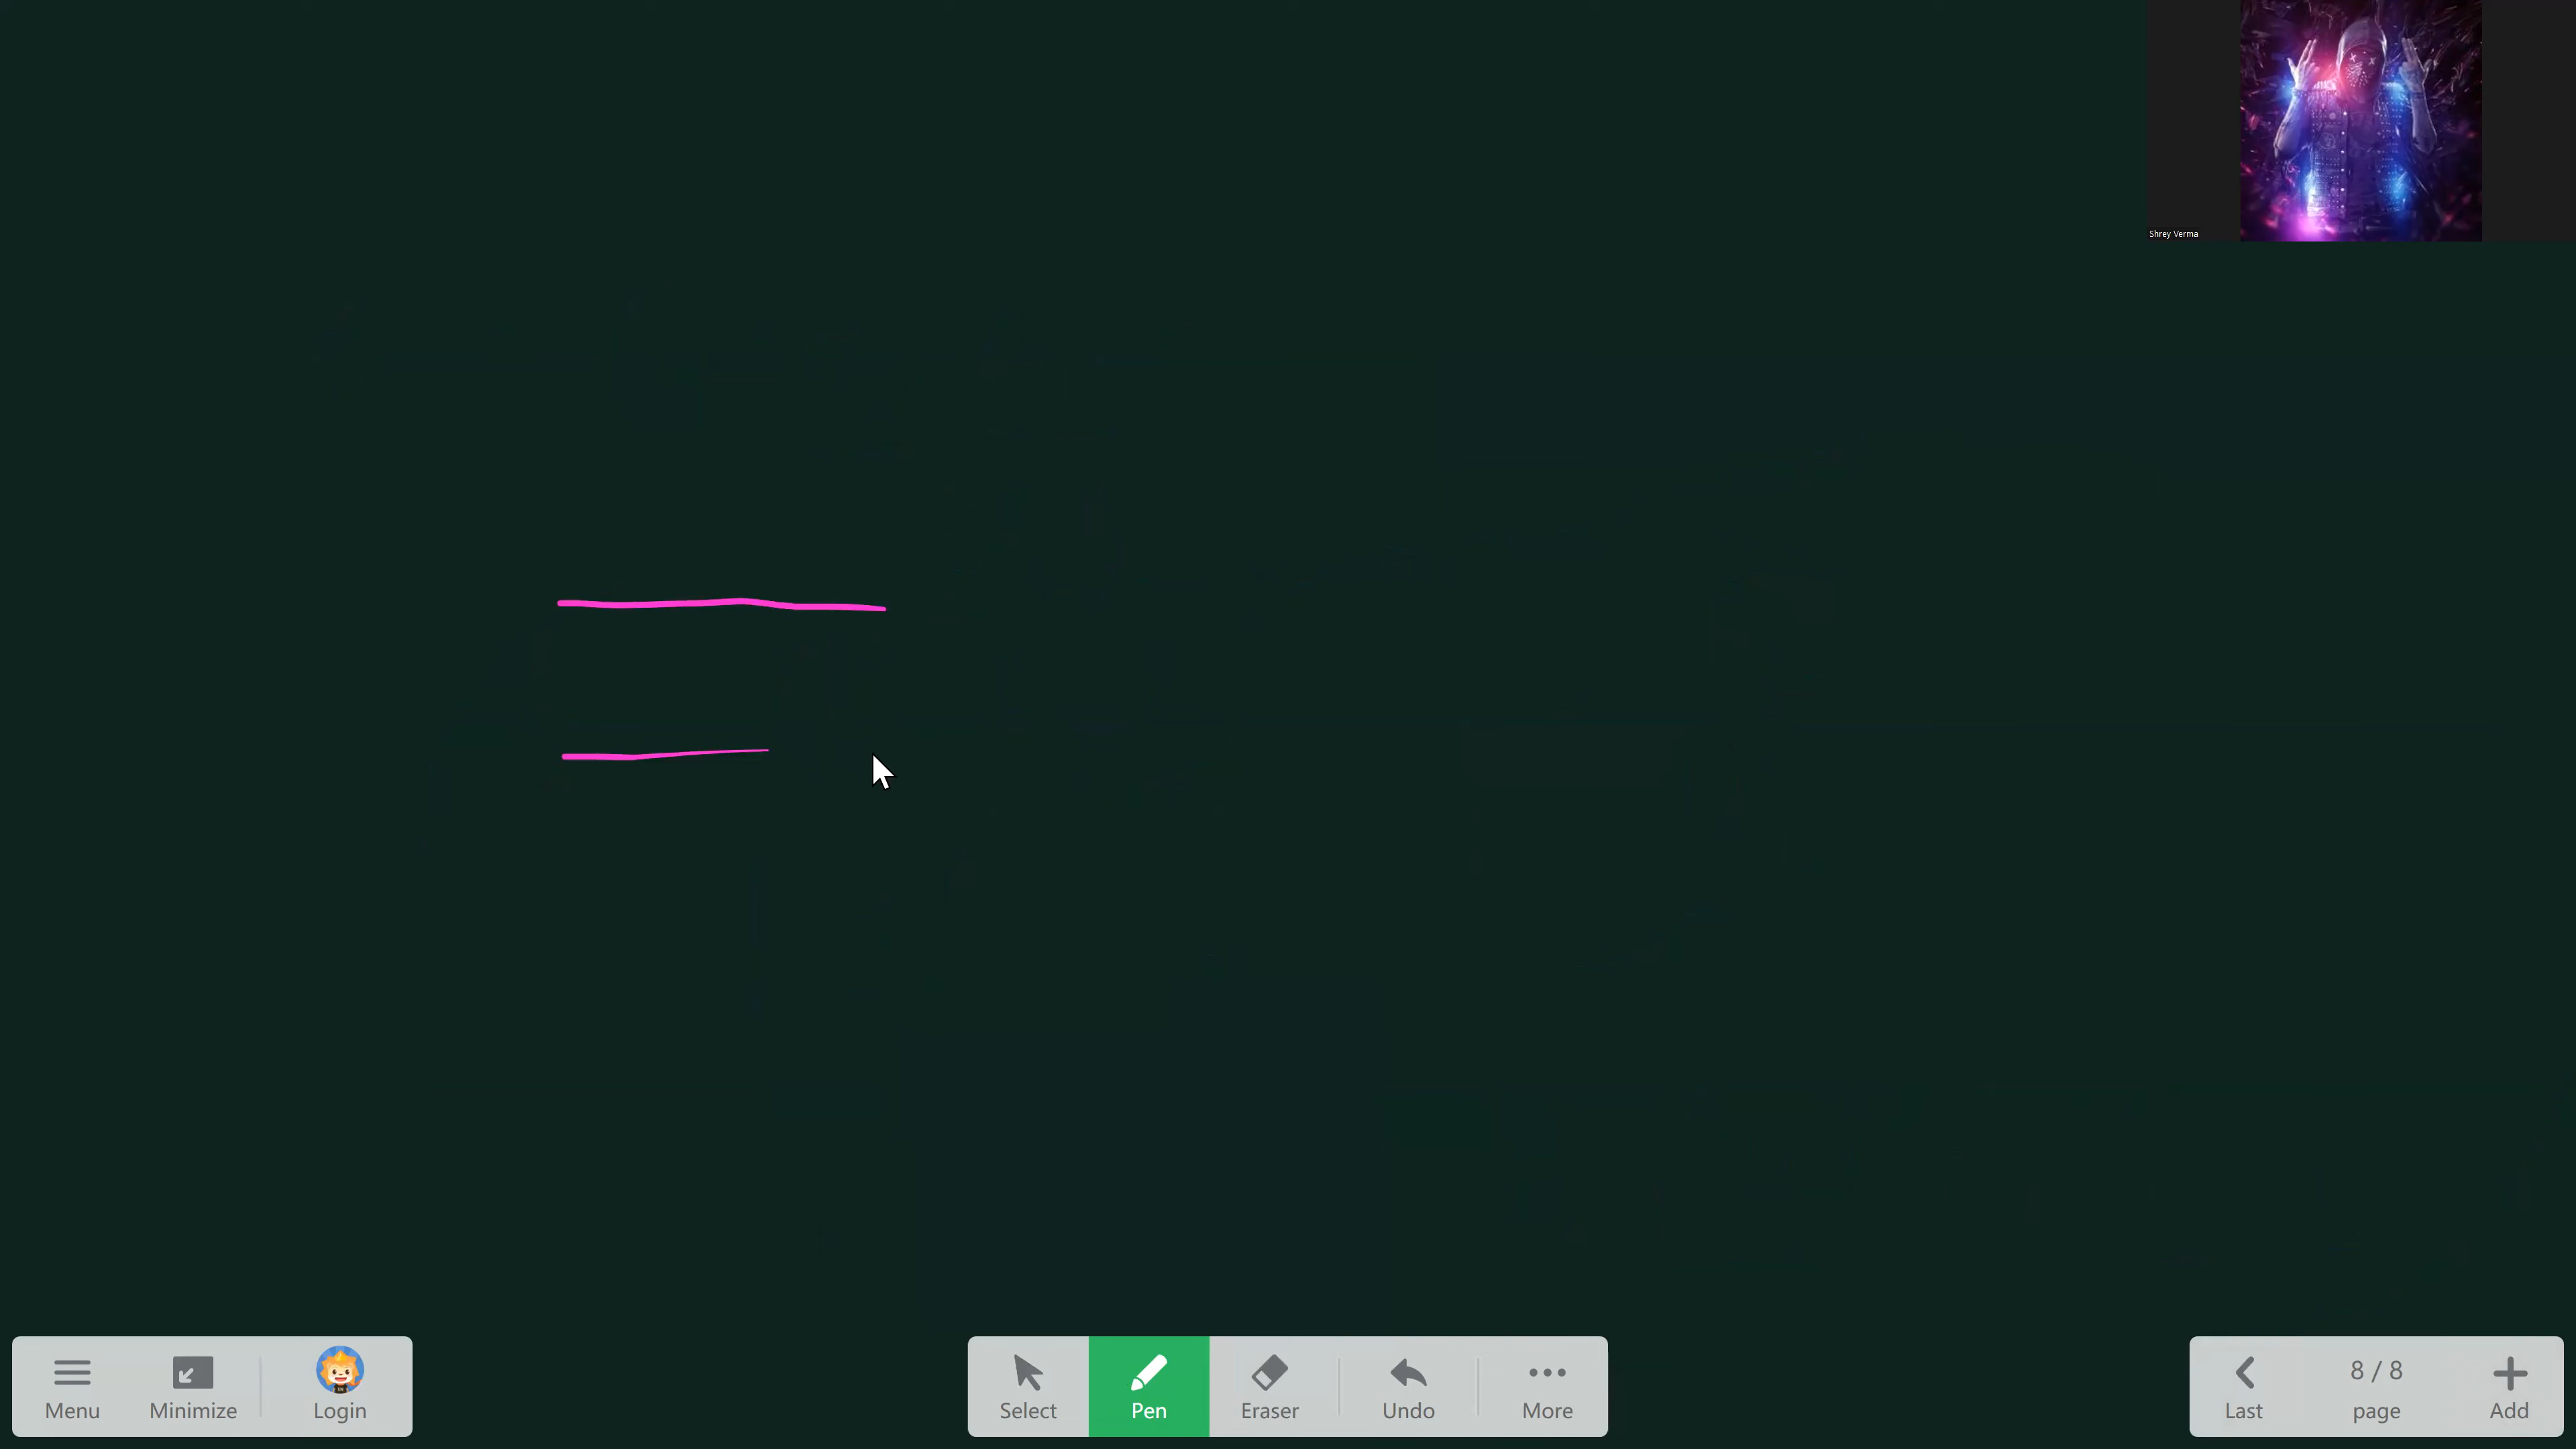 Shrey Verma
Menu
Minimize
Login
Select
Pen
Eraser
Undo
More
Last
8 / 8
page
Add